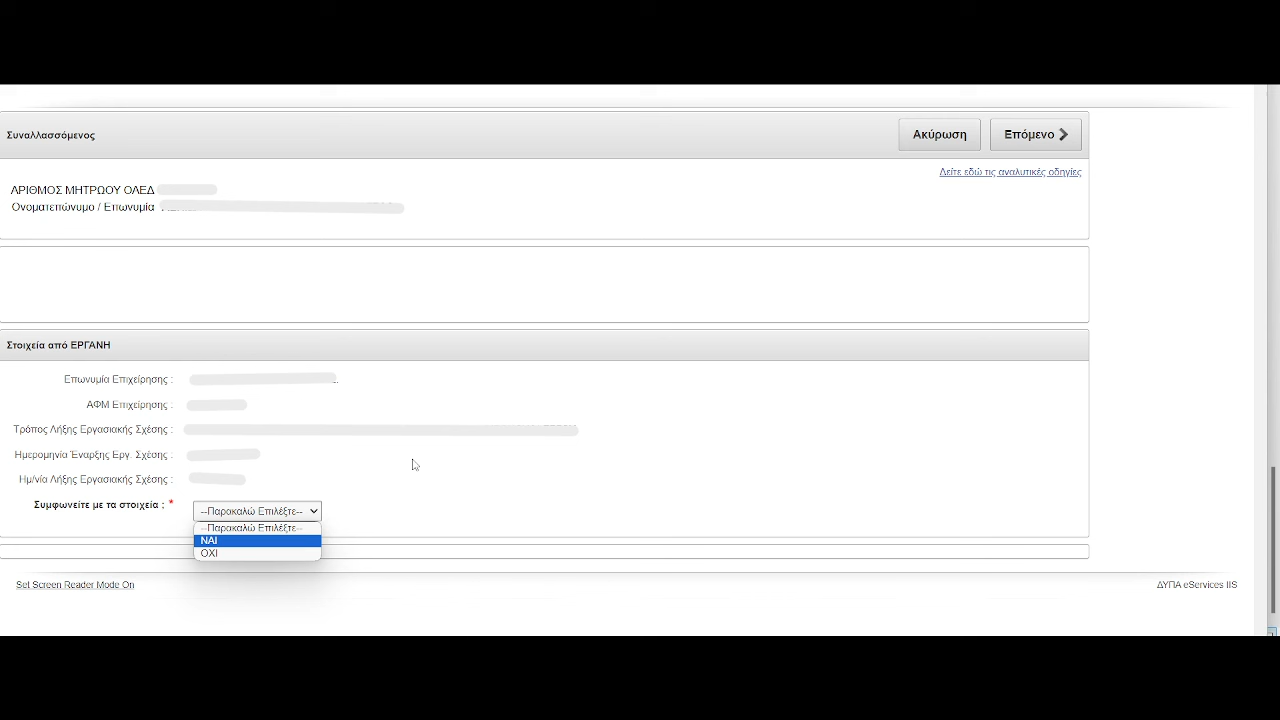 Συναλλασσόμενος
Ακύρωση
Επόμενο
Δείτε εδώ τις αναλυτικές οδηγίες
ΑΡΙΘΜΟΣ ΜΗΤΡΩΟΥ ΟΑΕΔ
Ονοματεπώνυμο / Επωνυμία
Στοιχεία από ΕΡΓΑΝΗ
Επωνυμία Επιχείρησης :
ΑΦΜ Επιχείρησης :
Τρόπος Λήξης Εργασιακής Σχέσης :
Ημερομηνία Έναρξης Εργ. Σχέσης :
Ημ/νία Λήξης Εργασιακής Σχέσης :
Συμφωνείτε με τα στοιχεία : * --Παρακαλώ Επιλέξτε--
--Παρακαλώ Επιλέξτε--
ΝΑΙ
ΟΧΙ
Set Screen Reader Mode On
ΔΥΠΑ eServices IIS